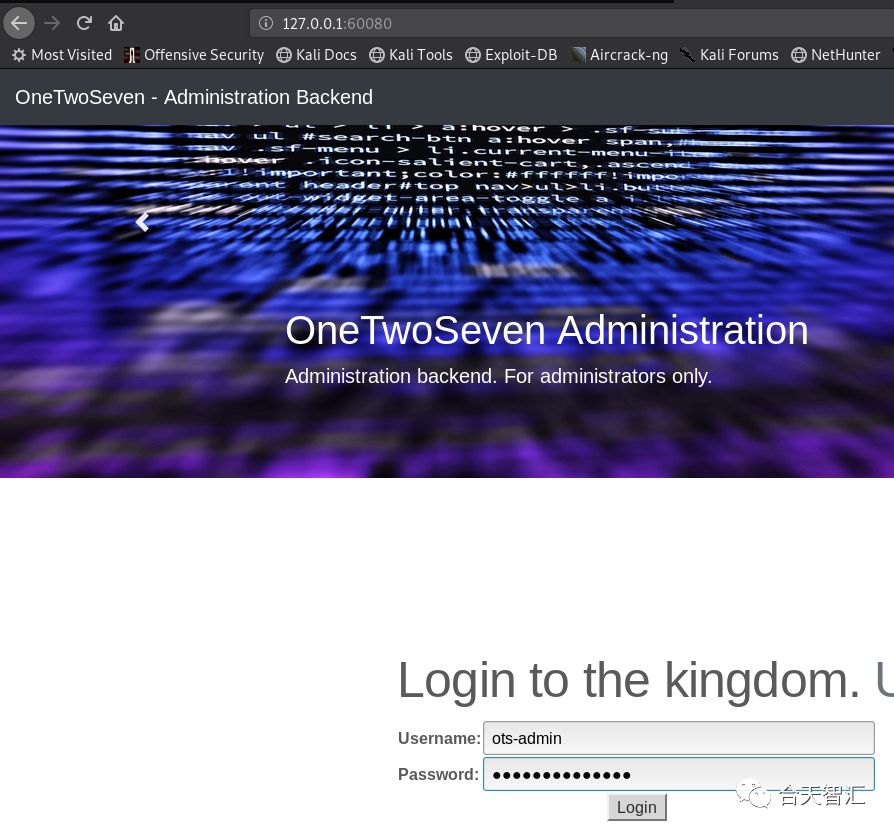 127.0.0.1:60080
Most Visited Offensive Security Kali Docs Kali Tools Exploit-DB Aircrack-ng Kali Forums NetHunter
OneTwoSeven - Administration Backend
nav ul #search-btn a:hover span,
nav .sf-menu > li.current-menu-ite
hover .icon-salient-cart,.ascend
!important;color:#ffffff!impo
header#top nav>ul>li.butt
widget-area-toggle a i
OneTwoSeven Administration
Administration backend. For administrators only.
Login to the kingdom.
Username: ots-admin
Password: ●●●●●●●●●●●●●●
Login
合天智汇